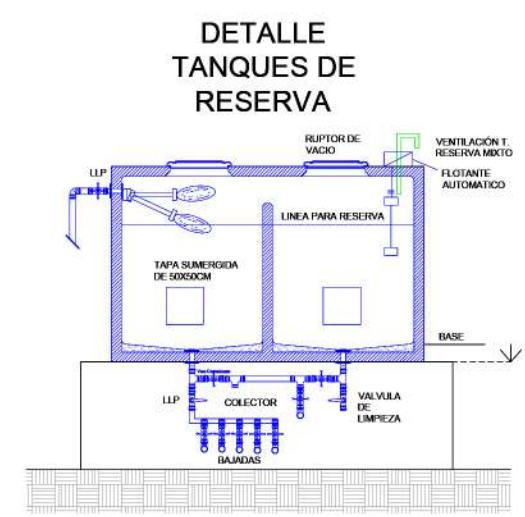 DETALLE
TANQUES DE
RESERVA
RUPTOR DE
VACIO
VENTILACIÓN T.
RESERVA MIXTO
FLOTANTE
AUTOMATICO
LLP
LINEA PARA RESERVA
TAPA SUMERGIDA
DE 50X50CM
BASE
LLP
COLECTOR
VALVULA
DE
LIMPIEZA
BAJADAS